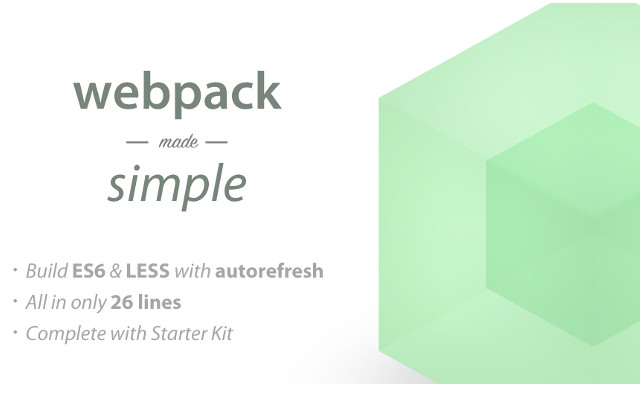 webpack
— made —
simple
· Build ES6 & LESS with autorefresh
· All in only 26 lines
· Complete with Starter Kit